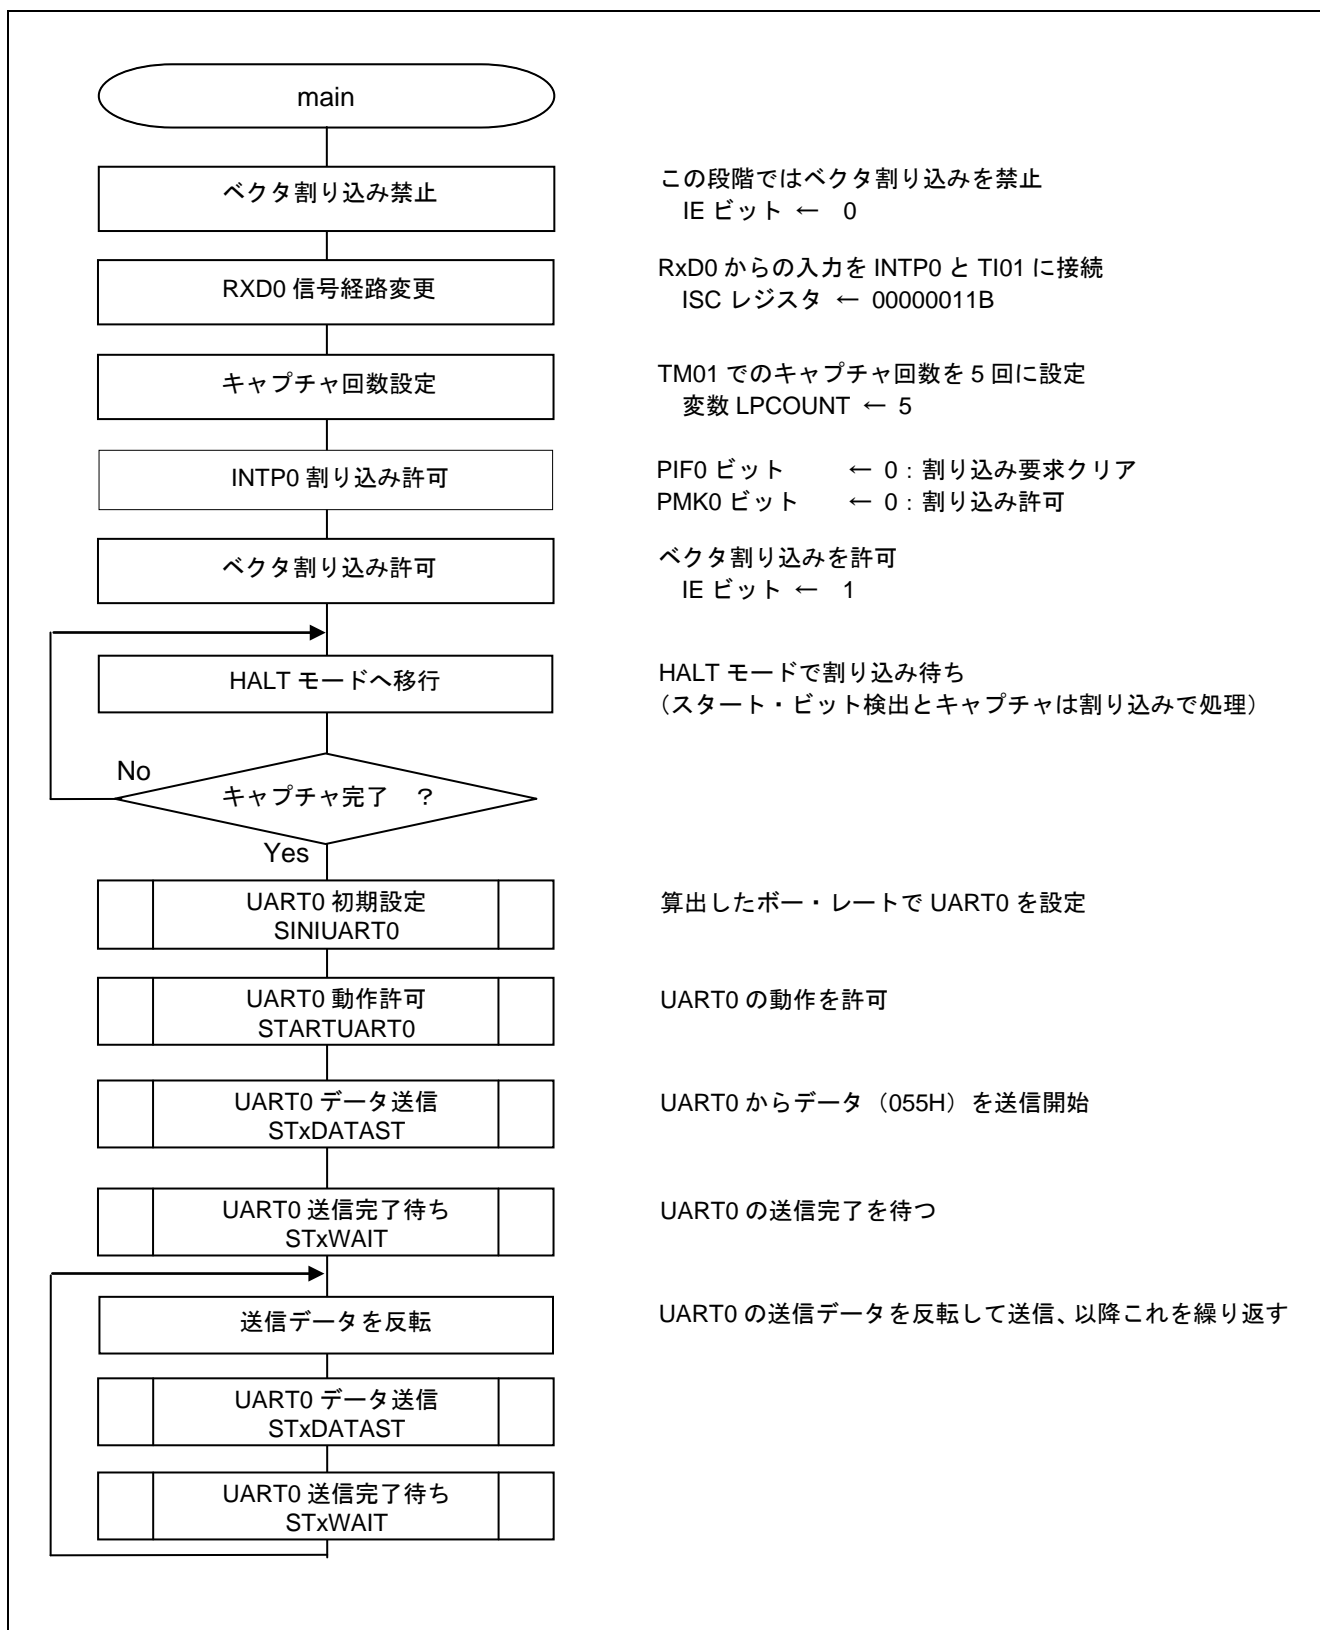 main
ベクタ割り込み禁止
この段階ではベクタ割り込みを禁止
IE ビット ← 0
RXD0 信号経路変更
RxD0 からの入力を INTP0 と TI01 に接続
ISC レジスタ ← 00000011B
キャプチャ回数設定
TM01 でのキャプチャ回数を 5 回に設定
変数 LPCOUNT ← 5
INTP0 割り込み許可
PIF0 ビット ← 0：割り込み要求クリア
PMK0 ビット ← 0：割り込み許可
ベクタ割り込み許可
ベクタ割り込みを許可
IE ビット ← 1
HALT モードへ移行
HALT モードで割り込み待ち
（スタート・ビット検出とキャプチャは割り込みで処理）
No
キャプチャ完了 ？
Yes
UART0 初期設定
SINIUART0
算出したボー・レートで UART0 を設定
UART0 動作許可
STARTUART0
UART0 の動作を許可
UART0 データ送信
STxDATAST
UART0 からデータ（055H）を送信開始
UART0 送信完了待ち
STxWAIT
UART0 の送信完了を待つ
送信データを反転
UART0 の送信データを反転して送信、以降これを繰り返す
UART0 データ送信
STxDATAST
UART0 送信完了待ち
STxWAIT